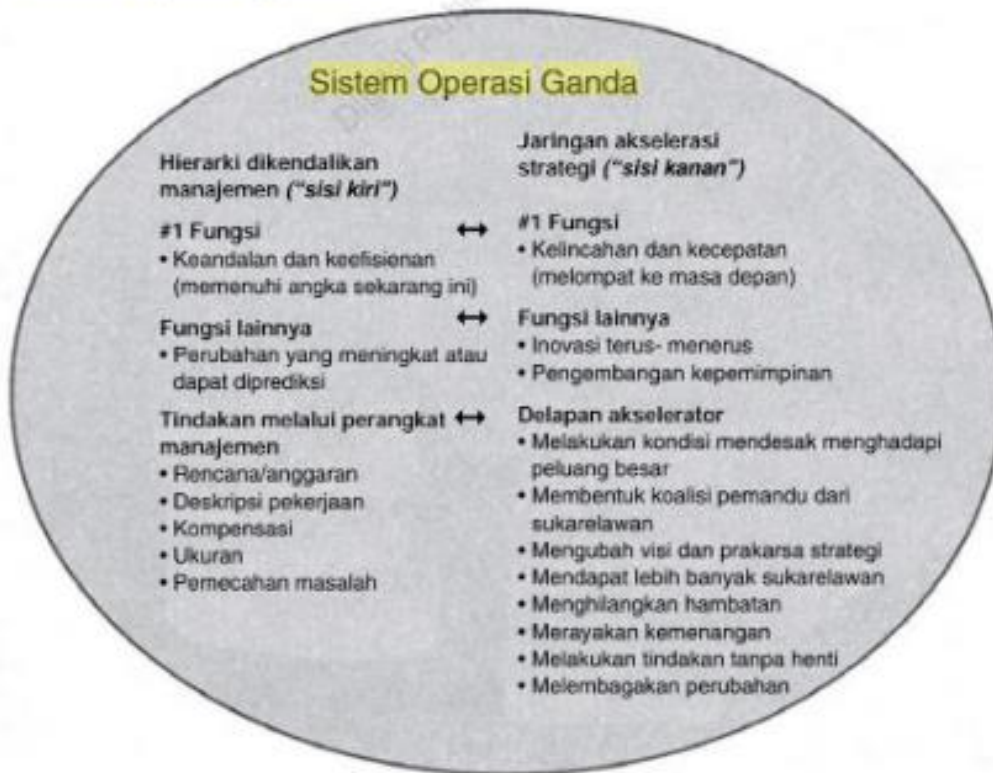 Sistem Operasi Ganda
Hierarki dikendalikan
manajemen ("sisi kiri")
#1 Fungsi
• Keandalan dan keefisienan
(memenuhi angka sekarang ini)
Fungsi lainnya
• Perubahan yang meningkat atau
dapat diprediksi
Tindakan melalui perangkat
manajemen
• Rencana/anggaran
• Deskripsi pekerjaan
• Kompensasi
• Ukuran
• Pemecahan masalah
Jaringan akselerasi
strategi ("sisi kanan")
#1 Fungsi
• Kelincahan dan kecepatan
(melompat ke masa depan)
Fungsi lainnya
• Inovasi terus- menerus
• Pengembangan kepemimpinan
Delapan akselerator
• Melakukan kondisi mendesak menghadapi
peluang besar
• Membentuk koalisi pemandu dari
sukarelawan
• Mengubah visi dan prakarsa strategi
• Mendapat lebih banyak sukarelawan
• Menghilangkan hambatan
• Merayakan kemenangan
• Melakukan tindakan tanpa henti
• Melembagakan perubahan